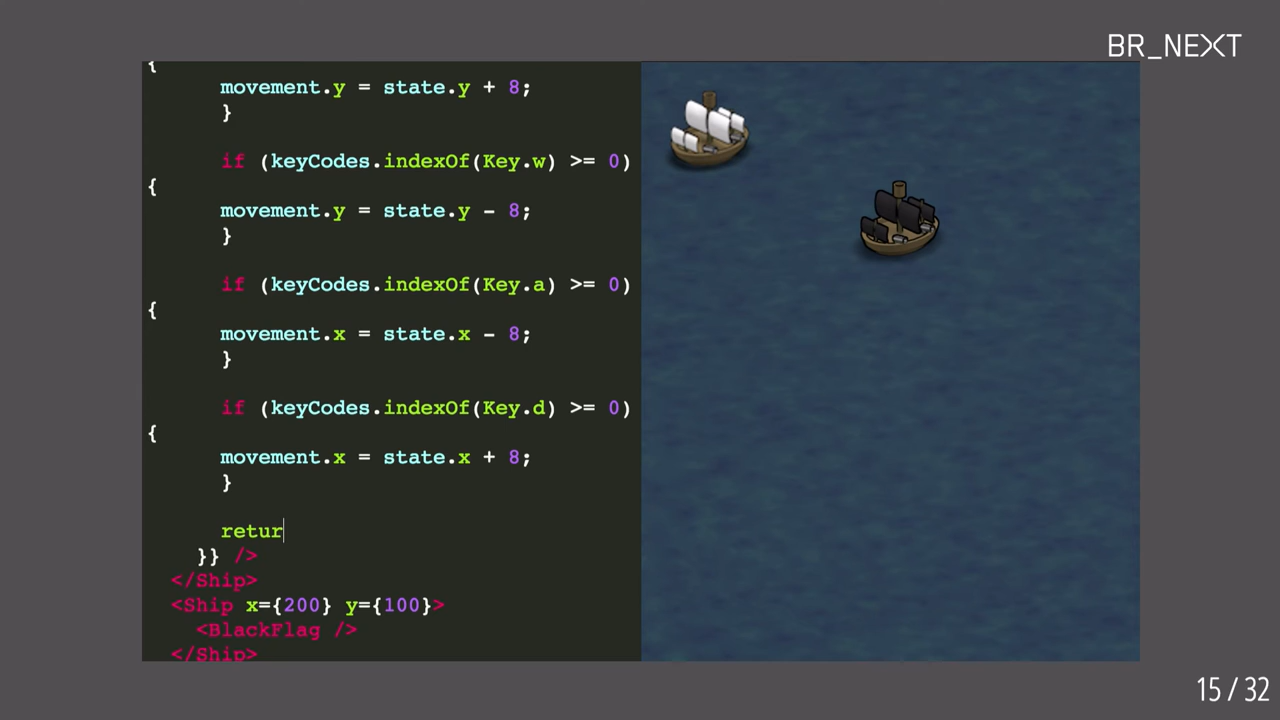 BR_NEXT
{
movement.y = state.y + 8;
}
if (keyCodes.indexOf(Key.w) >= 0)
{
movement.y = state.y - 8;
}
if (keyCodes.indexOf(Key.a) >= 0)
{
movement.x = state.x - 8;
}
if (keyCodes.indexOf(Key.d) >= 0)
{
movement.x = state.x + 8;
}
retur
}} />
</Ship>
<Ship x={200} y={100}>
<BlackFlag />
</Ship>
15 / 32